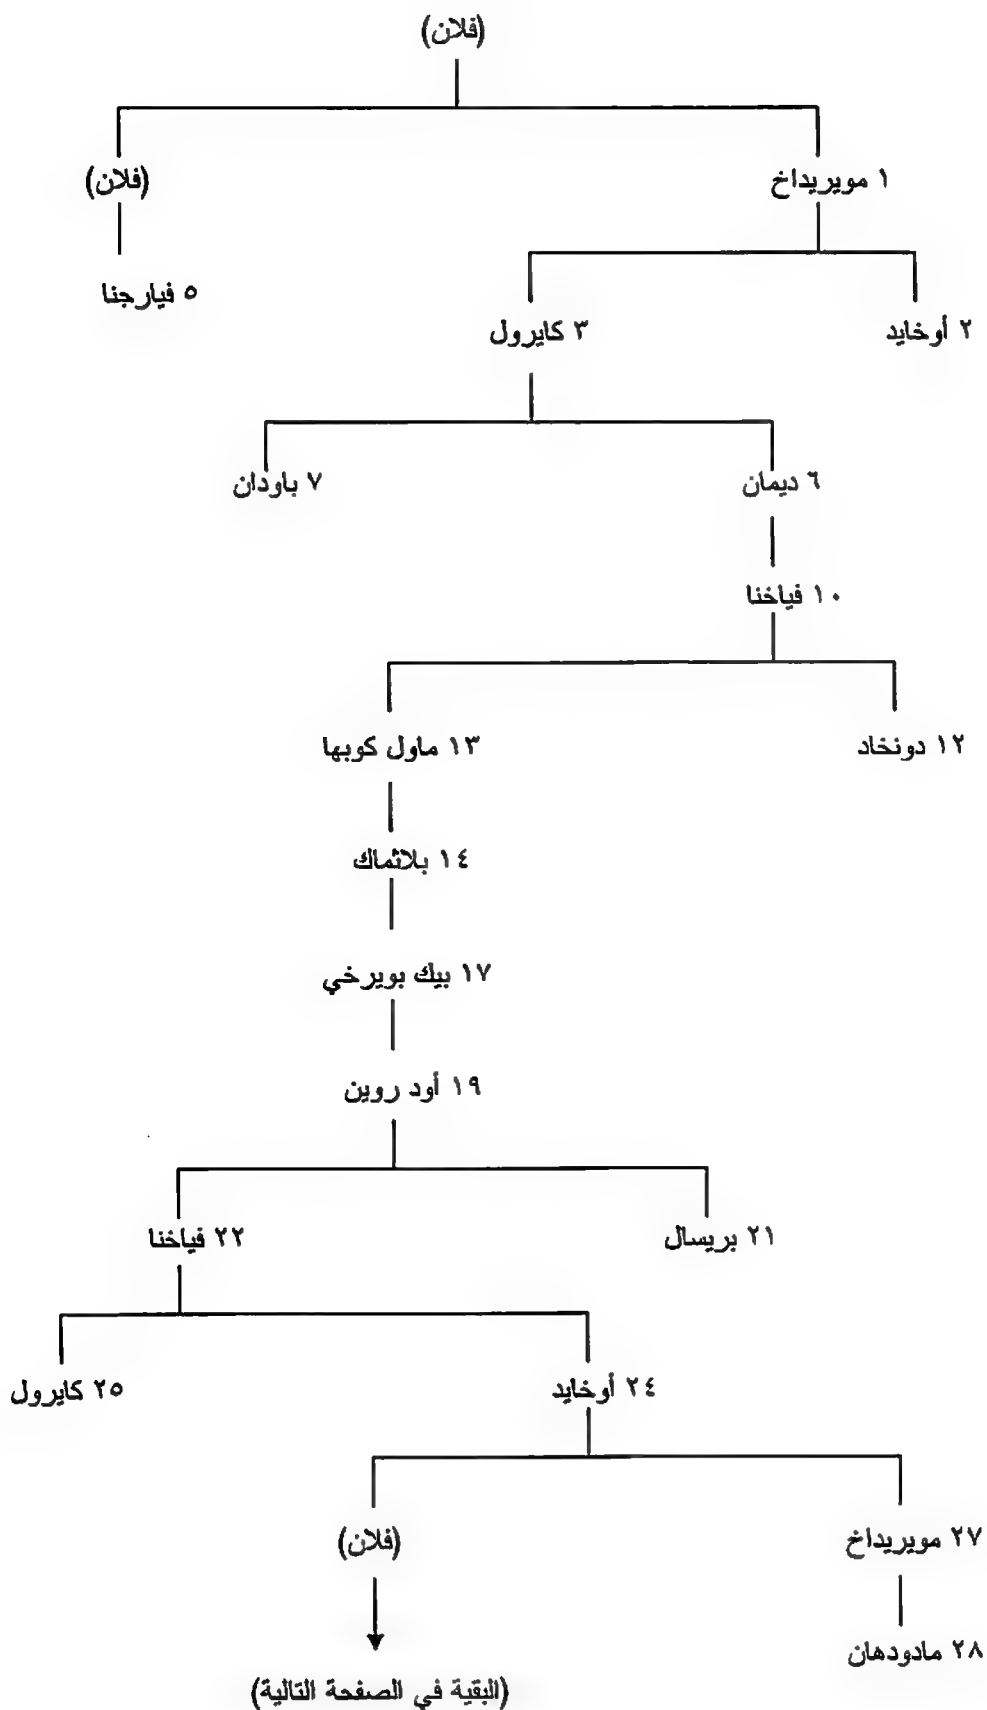 (فلان)
١ مويريداخ
(فلان)
٥ فيارجنا
٢ أوخايد
٣ كايرول
٦ ديمان
٧ باودان
١٠ فياخنا
١٢ دونخاد
١٣ ماول كوبها
١٤ بلاثماك
١٧ بيك بويرخي
١٩ أود روين
٢١ بريسال
٢٢ فياخنا
٢٤ أوخايد
٢٥ كايرول
٢٧ مويريداخ
(فلان)
٢٨ مادودهان
(البقية في الصفحة التالية)